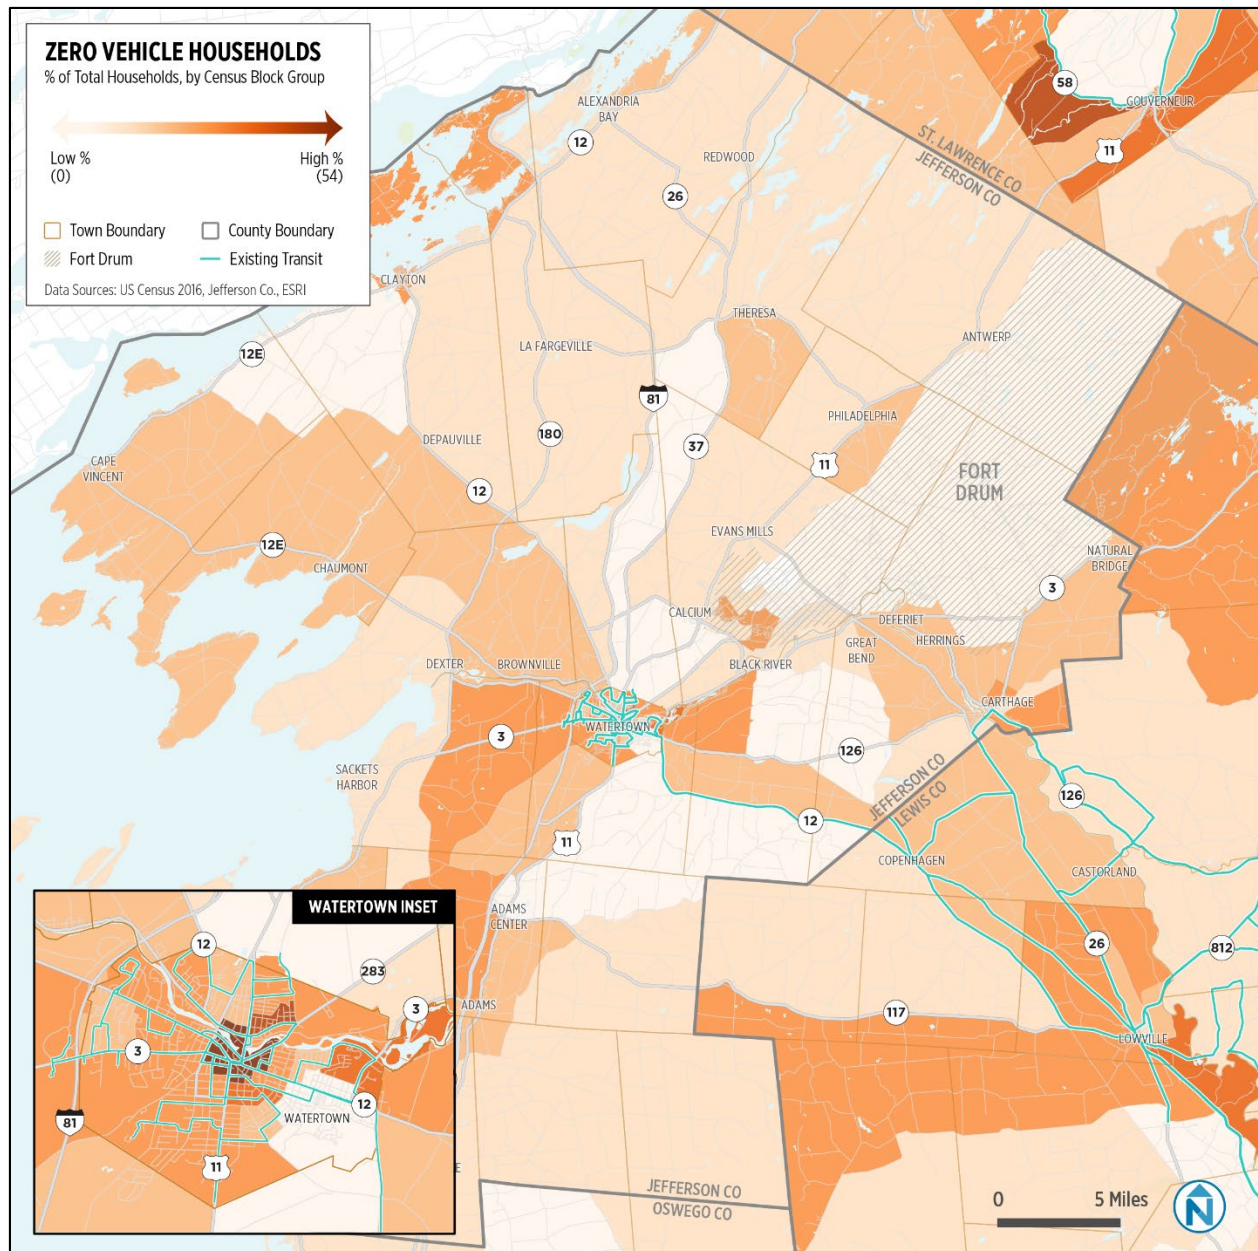 ZERO VEHICLE HOUSEHOLDS
% of Total Households, by Census Block Group
Low %
(0)
High %
(54)
Town Boundary
County Boundary
Fort Drum
Existing Transit
Data Sources: US Census 2016, Jefferson Co., ESRI
58
GOUVERNEUR
ALEXANDRIA
BAY
12
ST. LAWRENCE CO
JEFFERSON CO
11
REDWOOD
26
CLAYTON
THERESA
12E
LA FARGEVILLE
ANTWERP
81
PHILADELPHIA
180
DEPAUVILLE
37
11
CAPE
VINCENT
FORT
DRUM
12
EVANS MILLS
12E
NATURAL
BRIDGE
CHAUMONT
3
CALCIUM
DEFERIET
GREAT
BEND
HERRINGS
DEXTER
BROWNVILLE
BLACK RIVER
CARTHAGE
WATERTOWN
3
126
SACKETS
HARBOR
JEFFERSON CO
LEWIS CO
126
12
11
COPENHAGEN
CASTORLAND
WATERTOWN INSET
ADAMS
CENTER
12
26
812
283
3
ADAMS
117
LOWVILLE
3
12
WATERTOWN
81
11
E
JEFFERSON CO
OSWEGO CO
0
5 Miles
N